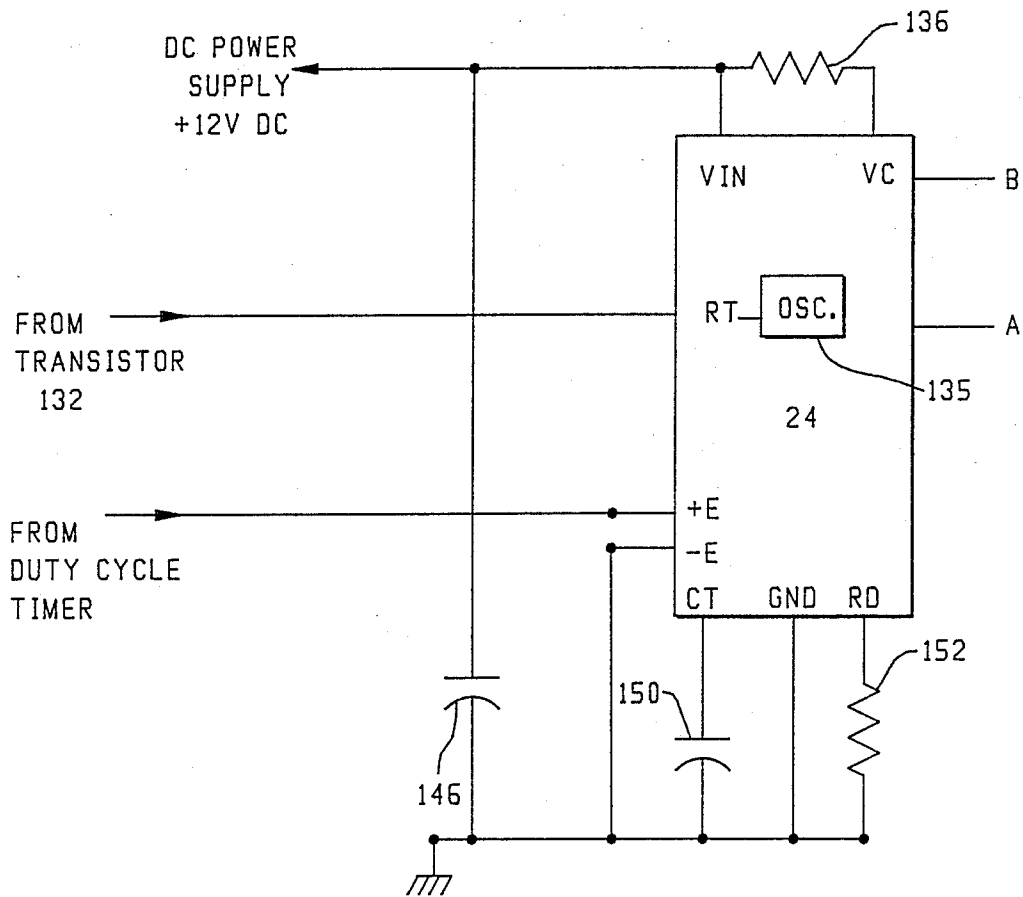 136
DC POWER
SUPPLY
+12V DC
VIN
VC
B
FROM
TRANSISTOR
132
RT
OSC.
A
135
24
FROM
DUTY CYCLE
TIMER
+E
-E
CT
GND
RD
152
150
146